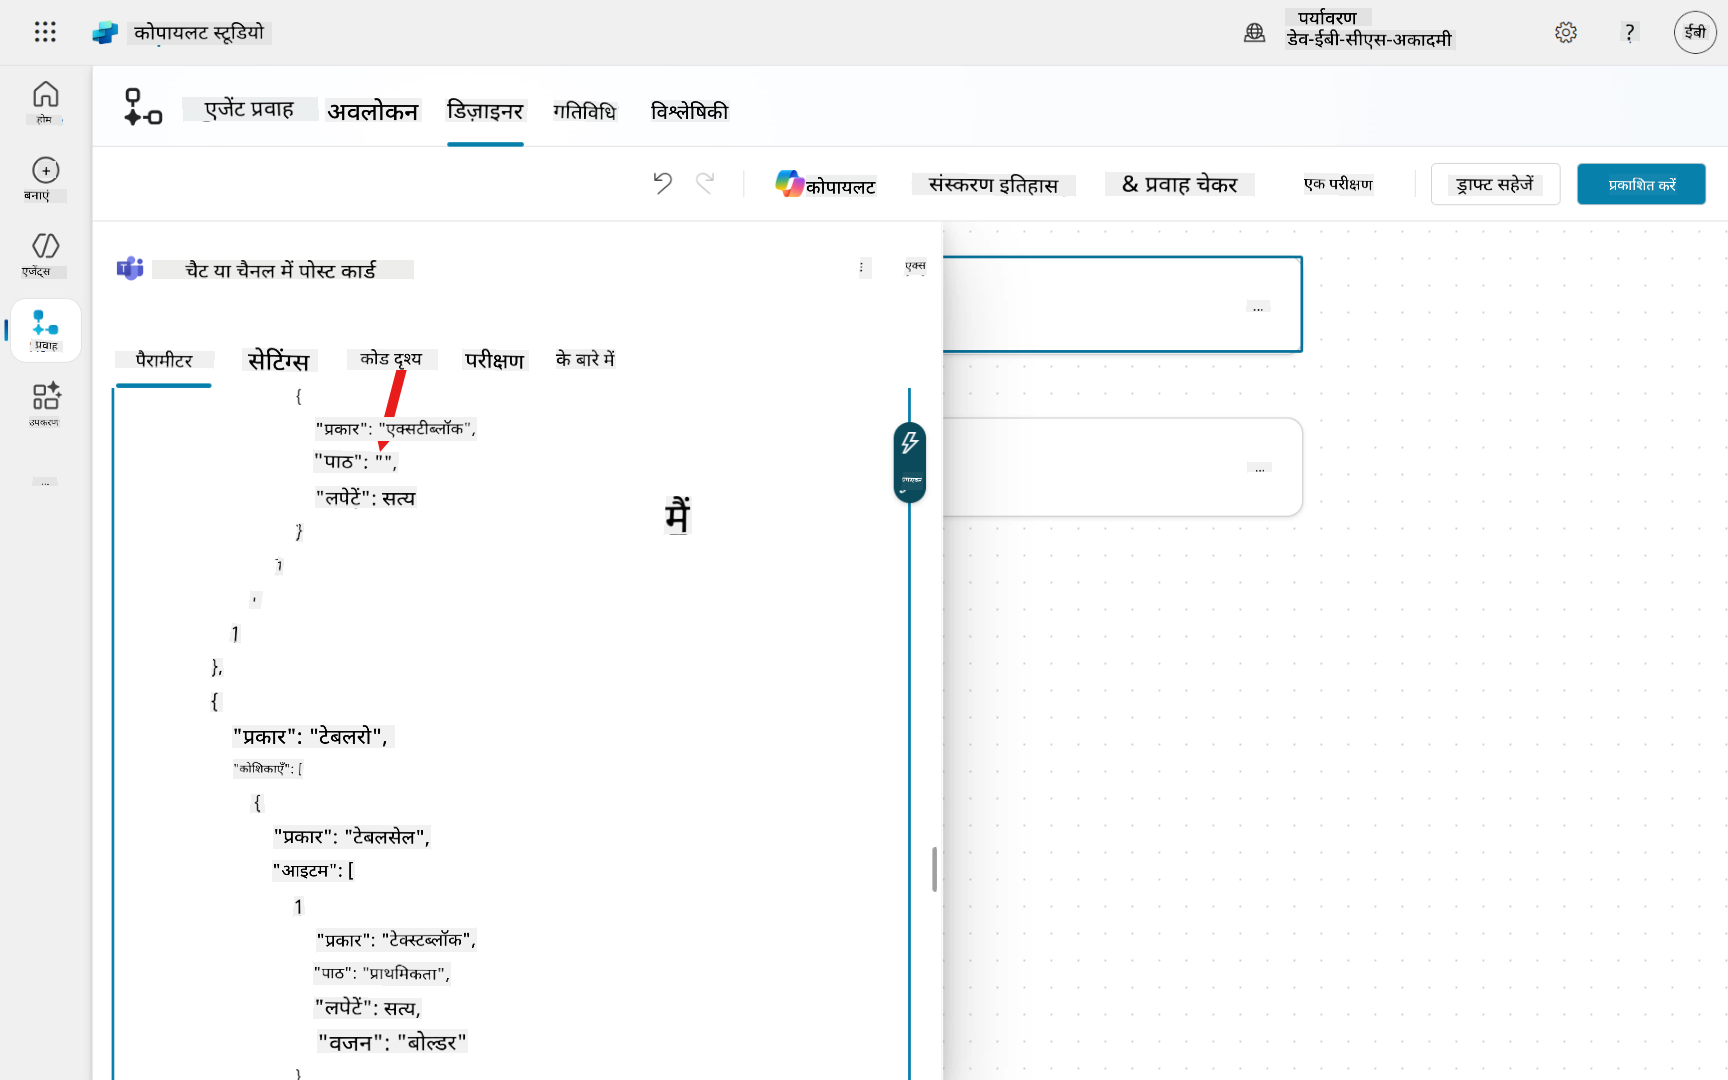 कोपायलट स्टूडियो
पर्यावरण
डेव-ईबी-सीएस-अकादमी
?
ईबी
होम
बनाएं
एजेंट्स
प्रवाह
उपकरण
...
एजेंट प्रवाह
अवलोकन
डिज़ाइनर
गतिविधि
विश्लेषिकी
कोपायलट
संस्करण इतिहास
& प्रवाह चेकर
एक परीक्षण
ड्राफ्ट सहेजें
प्रकाशित करें
चैट या चैनल में पोस्ट कार्ड
एक्स
पैरामीटर
सेटिंग्स
कोड दृश्य
परीक्षण
के बारे में
{
"प्रकार": "एक्सटीब्लॉक",
"पाठ": "",
"लपेटें": सत्य
}
मैं
1
,
1
},
{
"प्रकार": "टेबलरो",
"कोशिकाएँ": [
{
"प्रकार": "टेबलसेल",
"आइटम": [
1
"प्रकार": "टेक्स्टब्लॉक",
"पाठ": "प्राथमिकता",
"लपेटें": सत्य,
"वजन": "बोल्डर"
}
...
...